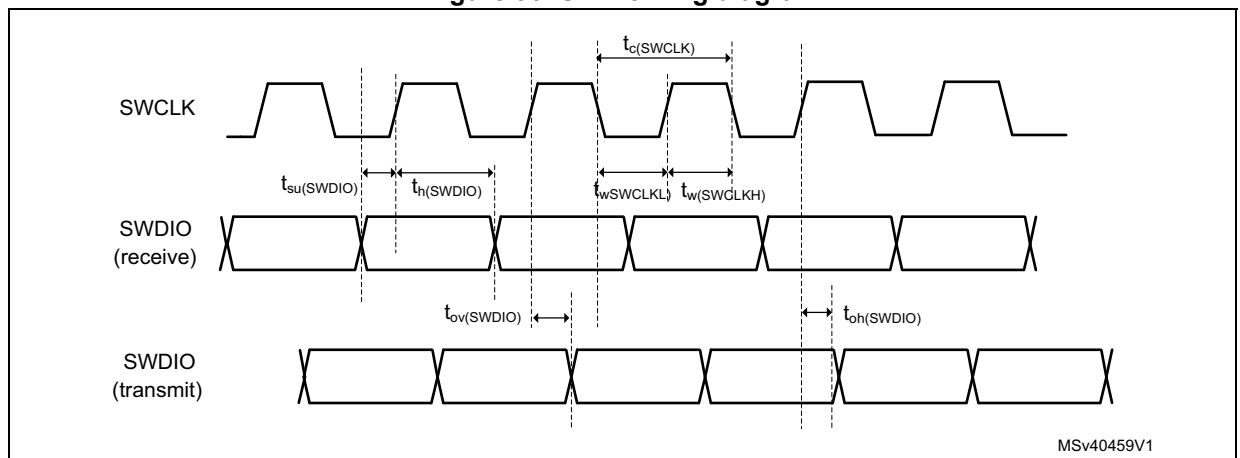 t_c(SWCLK)
SWCLK
t_su(SWDIO)
t_h(SWDIO)
t_wSWCLKL)
t_w(SWCLKH)
SWDIO
(receive)
t_ov(SWDIO)
t_oh(SWDIO)
SWDIO
(transmit)
MSv40459V1